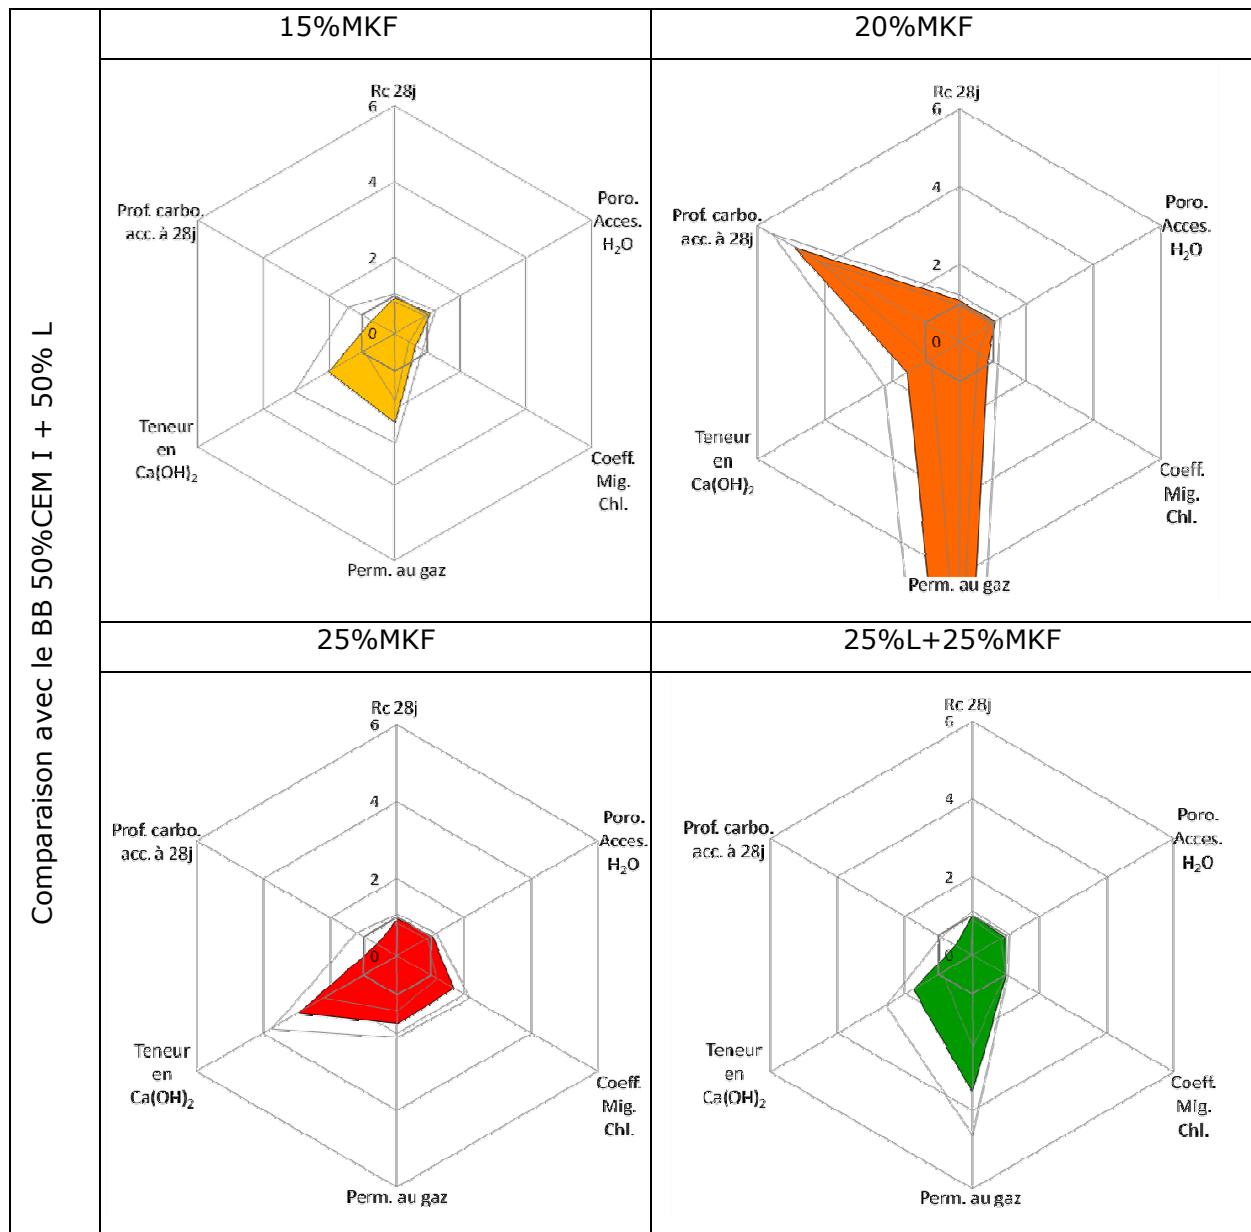 Comparaison avec le BB 50%CEM I + 50% L
15%MKF
20%MKF
Rc 28j
6
4
2
0
Poro.
Acces.
H₂O
Coeff.
Mig.
Chl.
Perm. au gaz
Teneur
en
Ca(OH)₂
Prof. carbo.
acc. à 28j
Rc 28j
6
4
2
0
Poro.
Acces.
H₂O
Coeff.
Mig.
Chl.
Perm. au gaz
Teneur
en
Ca(OH)₂
Prof. carbo.
acc. à 28j
25%MKF
25%L+25%MKF
Rc 28j
6
4
2
0
Poro.
Acces.
H₂O
Coeff.
Mig.
Chl.
Perm. au gaz
Teneur
en
Ca(OH)₂
Prof. carbo.
acc. à 28j
Rc 28j
6
4
2
0
Poro.
Acces.
H₂O
Coeff.
Mig.
Chl.
Perm. au gaz
Teneur
en
Ca(OH)₂
Prof. carbo.
acc. à 28j